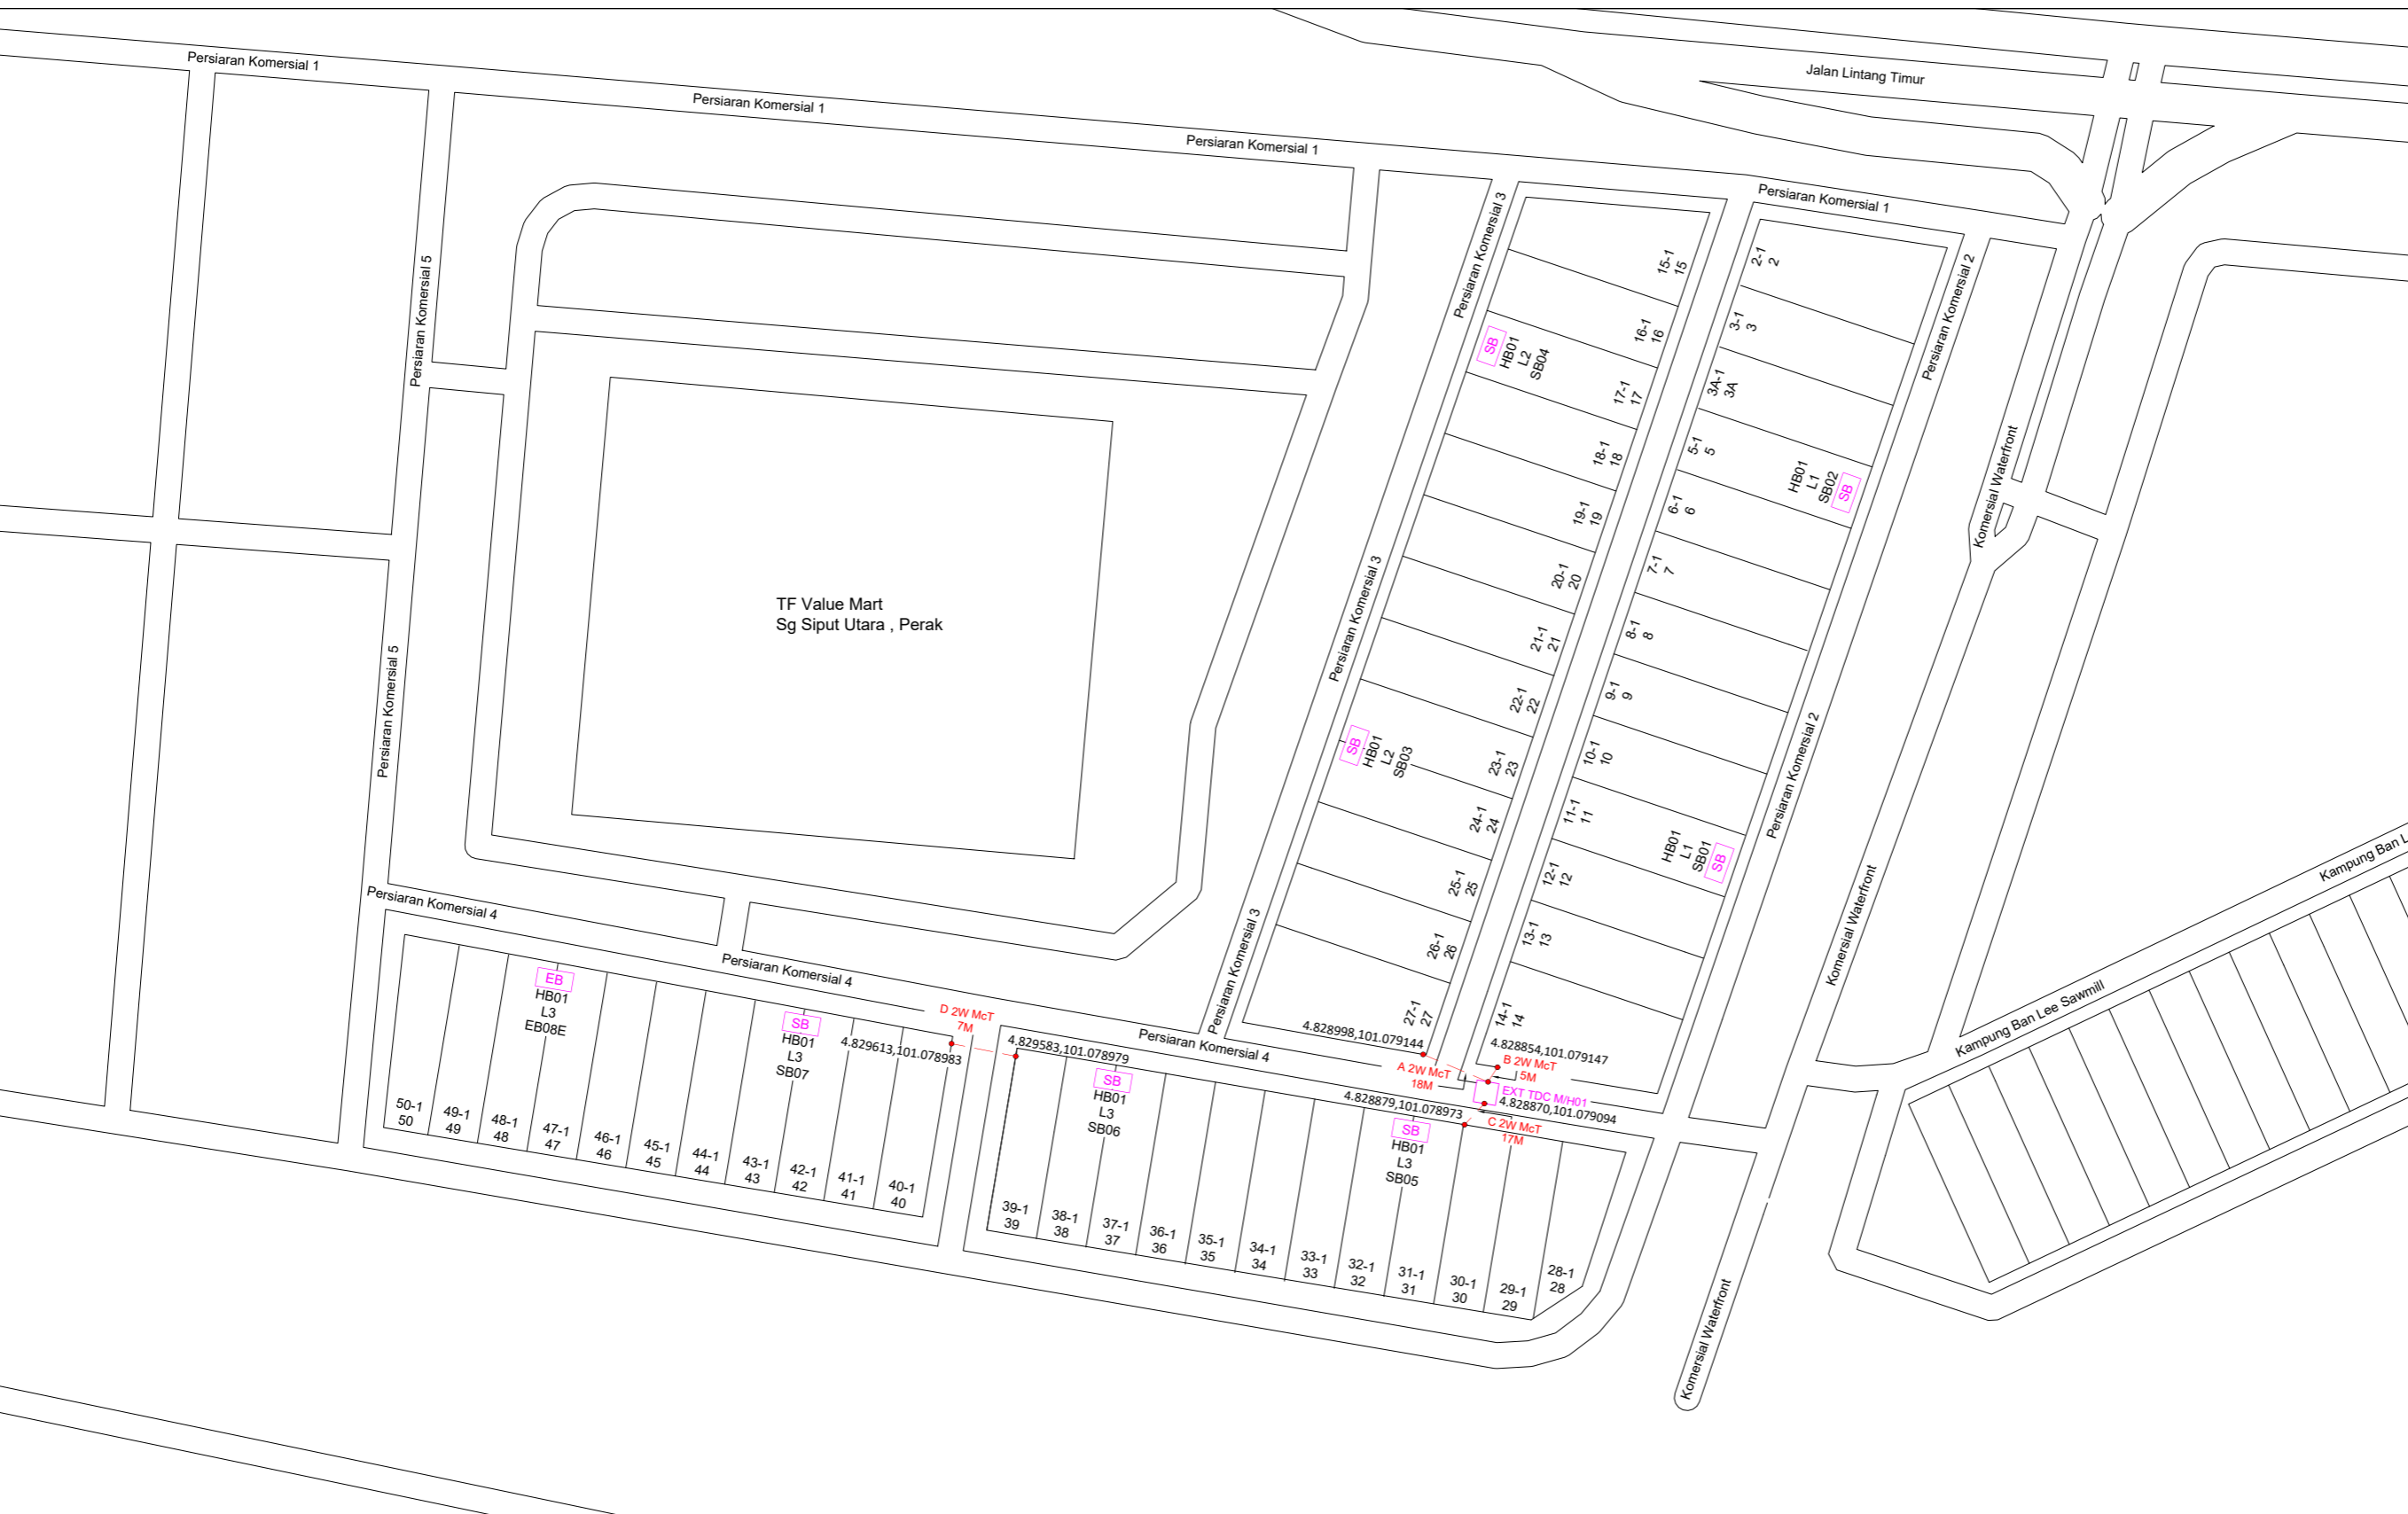 Persiaran Komersial 1
Persiaran Komersial 1
Persiaran Komersial 1
Persiaran Komersial 1
Jalan Lintang Timur
Persiaran Komersial 5
Persiaran Komersial 5
Persiaran Komersial 3
Persiaran Komersial 3
Persiaran Komersial 3
Persiaran Komersial 2
Persiaran Komersial 2
Komersial Waterfront
Komersial Waterfront
Komersial Waterfront
Kampung Ban Lee Sawmill
Kampung Ban L
TF Value Mart
Sg Siput Utara , Perak
15-1
15
16-1
16
17-1
17
18-1
18
19-1
19
20-1
20
21-1
21
22-1
22
23-1
23
24-1
24
25-1
25
26-1
26
27-1
27
SB
HB01
L2
SB04
SB
HB01
L2
SB03
2-1
2
3-1
3
3A-1
3A
5-1
5
6-1
6
7-1
7
8-1
8
9-1
9
10-1
10
11-1
11
12-1
12
13-1
13
14-1
14
HB01
L1
SB02
SB
HB01
L1
SB01
SB
Persiaran Komersial 4
Persiaran Komersial 4
Persiaran Komersial 4
EB
HB01
L3
EB08E
SB
HB01
L3
SB07
4.829613,101.078983
D 2W McT
7M
4.829583,101.078979
SB
HB01
L3
SB06
4.828998,101.079144
A 2W McT
18M
4.828854,101.079147
B 2W McT
5M
EXT TDC M/H01
4.828870,101.079094
4.828879,101.078973
C 2W McT
17M
SB
HB01
L3
SB05
50-1
50
49-1
49
48-1
48
47-1
47
46-1
46
45-1
45
44-1
44
43-1
43
42-1
42
41-1
41
40-1
40
39-1
39
38-1
38
37-1
37
36-1
36
35-1
35
34-1
34
33-1
33
32-1
32
31-1
31
30-1
30
29-1
29
28-1
28